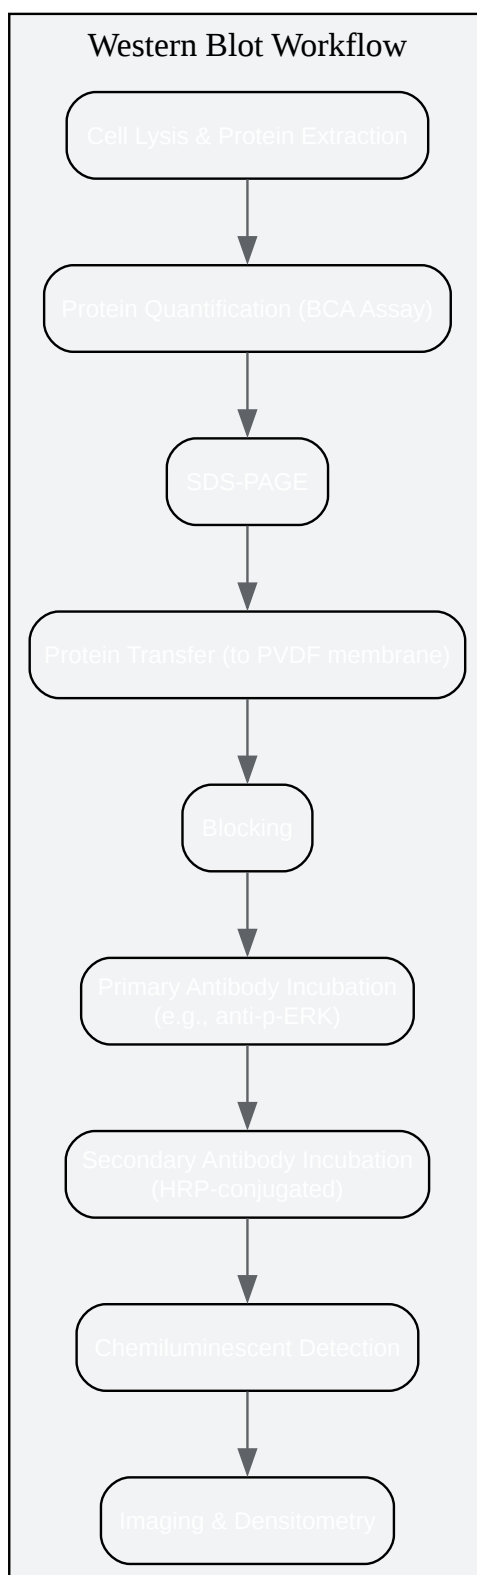 Western Blot Workflow
Cell Lysis & Protein Extraction
Protein Quantification (BCA Assay)
SDS-PAGE
Protein Transfer (to PVDF membrane)
Blocking
Primary Antibody Incubation
(e.g., anti-p-ERK)
Secondary Antibody Incubation
(HRP-conjugated)
Chemiluminescent Detection
Imaging & Densitometry